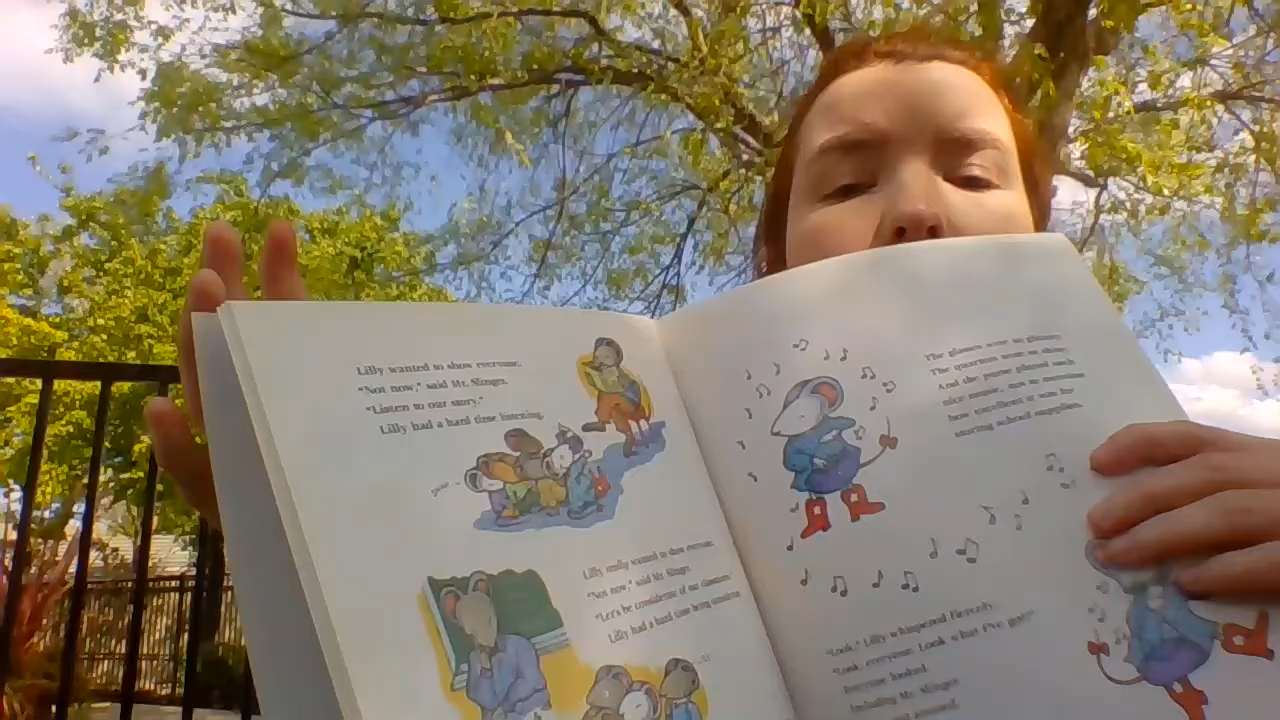 Lilly wanted to show everyone.
"Not now," said Mr. Slinger.
"Listen to our story."
Lilly had a hard time listening.
Lilly really wanted to show everyone.
"Not now," said Mr. Slinger.
"Let's be considerate of our classmates."
Lilly had a hard time being considerate.
The glasses were so glassy.
The quarters were so shiny.
And the purse played such
nice music, not to mention
how excellent it was for
storing school supplies.
"Look," Lilly whispered fiercely.
"Look, everyone. Look what I've got!"
Everyone looked.
Including Mr. Slinger.